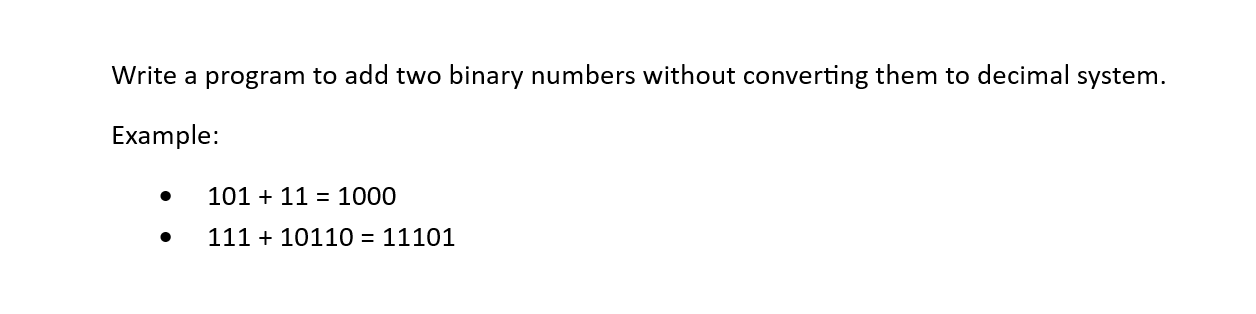 Write a program to add two binary numbers without converting them to decimal system.
Example:
• 101 + 11 = 1000
• 111 + 10110 = 11101